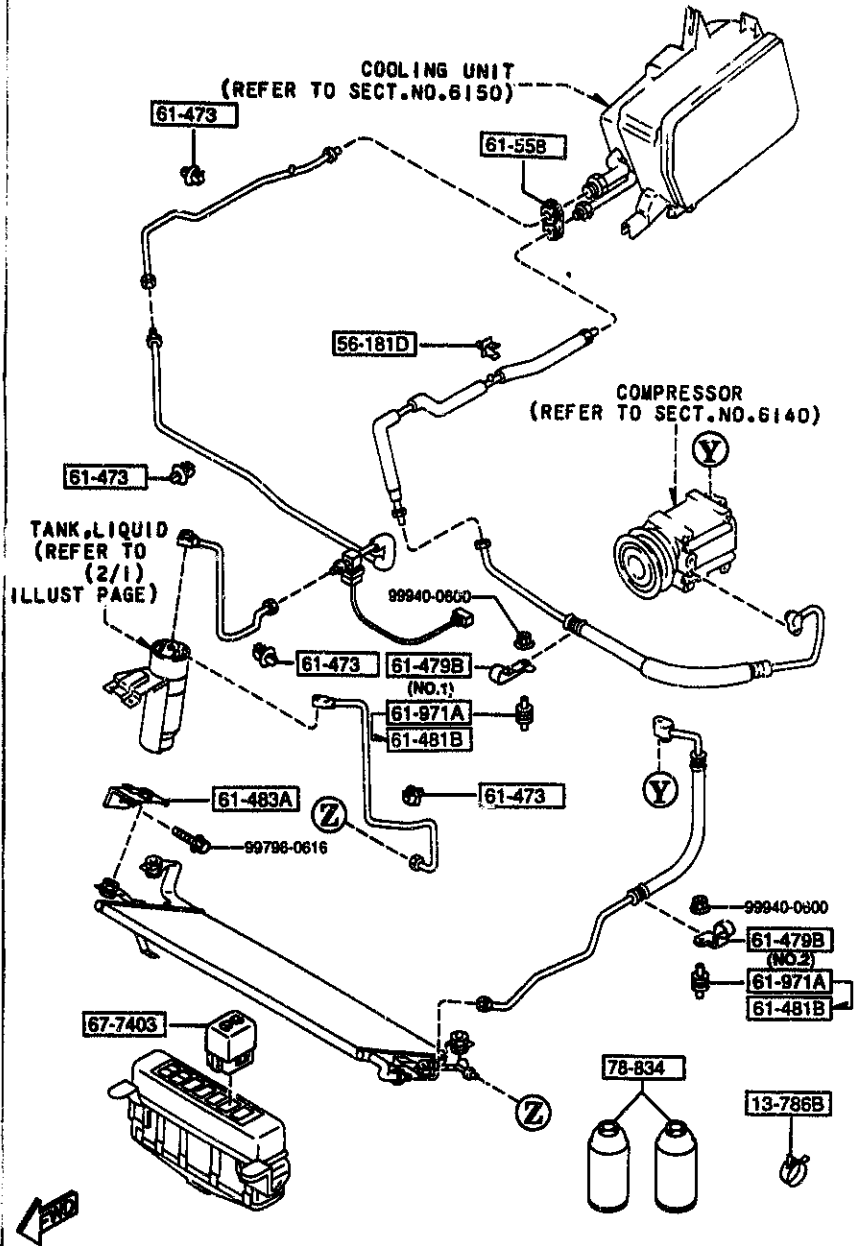 COOLING UNIT
(REFER TO SECT.NO.6150)
61-473
61-558
56-181D
COMPRESSOR
(REFER TO SECT.NO.6140)
Y
61-473
TANK,LIQUID
(REFER TO
(2/1)
ILLUST PAGE)
99940-0600
61-473
61-479B
(NO.1)
61-971A
61-481B
61-483A
Z
61-473
Y
99796-0616
99940-0600
61-479B
(NO.2)
61-971A
61-481B
67-7403
78-834
Z
13-786B
FWD